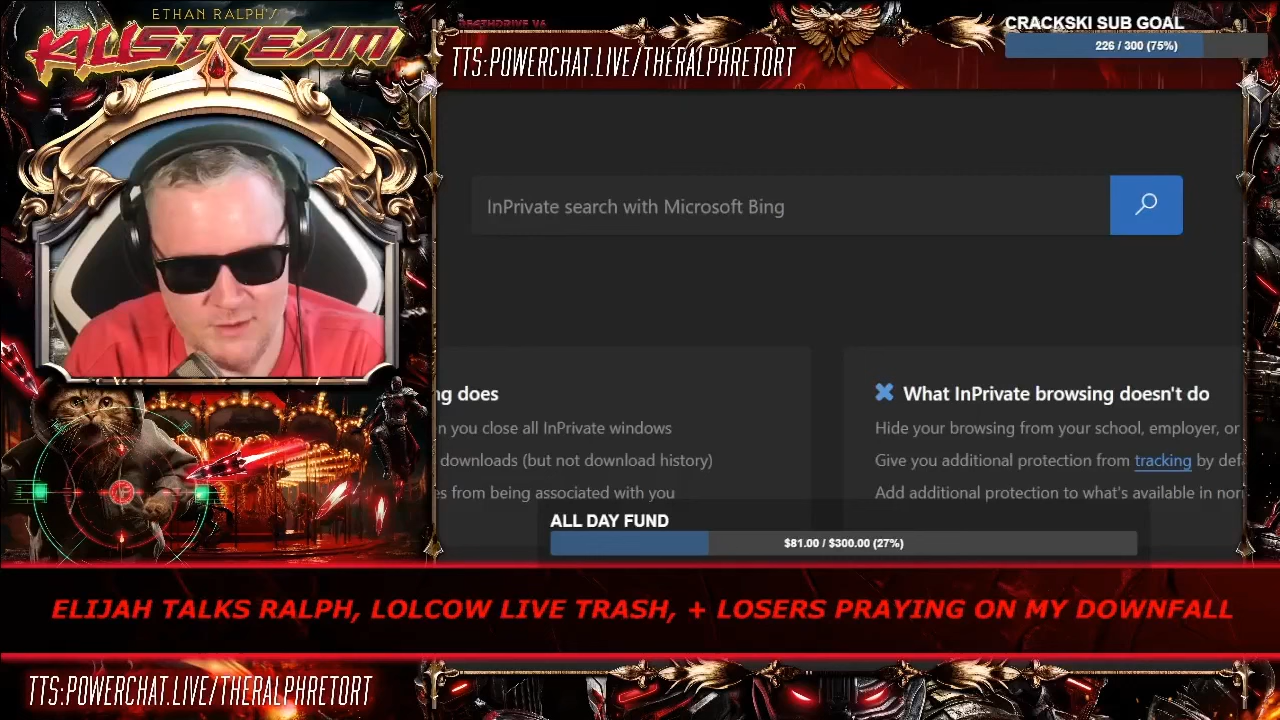 ETHAN RALPH'S
KILLSTREAM
DEATHDRIVE V6
TTS:POWERCHAT.LIVE/THERALPHRETORT
CRACKSKI SUB GOAL
226 / 300 (75%)
InPrivate search with Microsoft Bing
ng does
n you close all InPrivate windows
downloads (but not download history)
es from being associated with you
What InPrivate browsing doesn't do
Hide your browsing from your school, employer, or
Give you additional protection from tracking by def
Add additional protection to what's available in nor
ALL DAY FUND
$81.00 / $300.00 (27%)
ELIJAH TALKS RALPH, LOLCOW LIVE TRASH, + LOSERS PRAYING ON MY DOWNFALL
TTS:POWERCHAT.LIVE/THERALPHRETORT